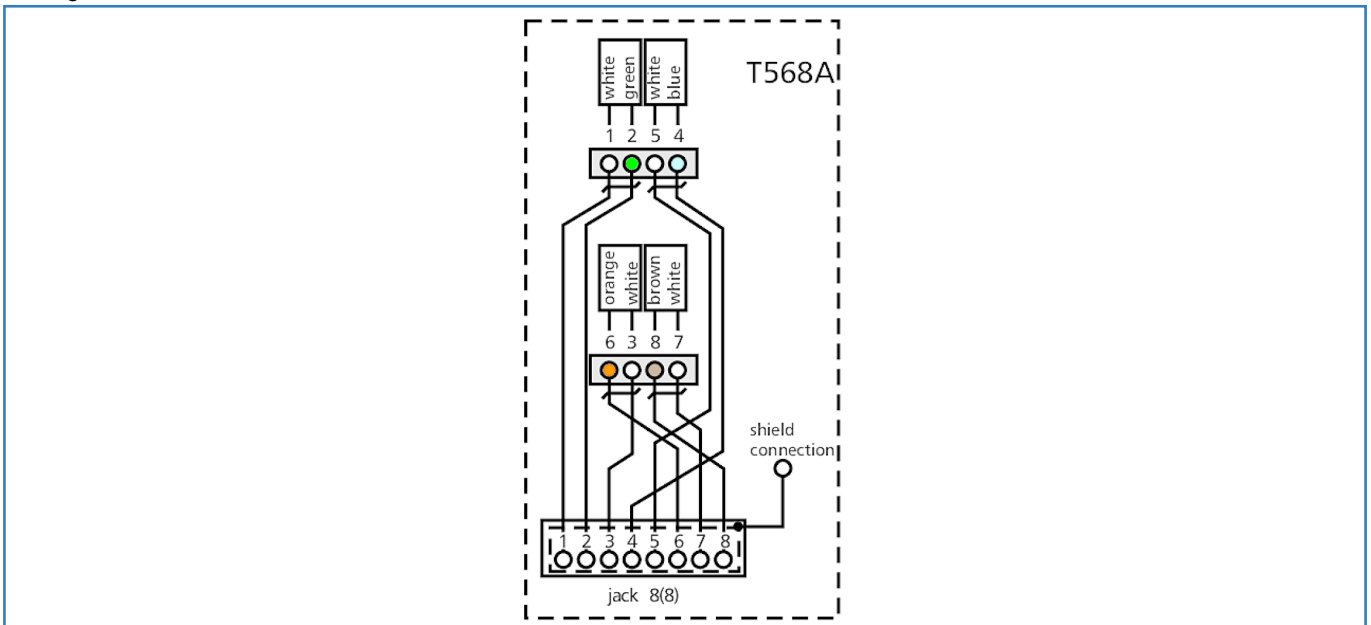 T568A
white green white blue
1 2 5 4
orange white brown white
6 3 8 7
shield
connection
1 2 3 4 5 6 7 8
jack 8(8)